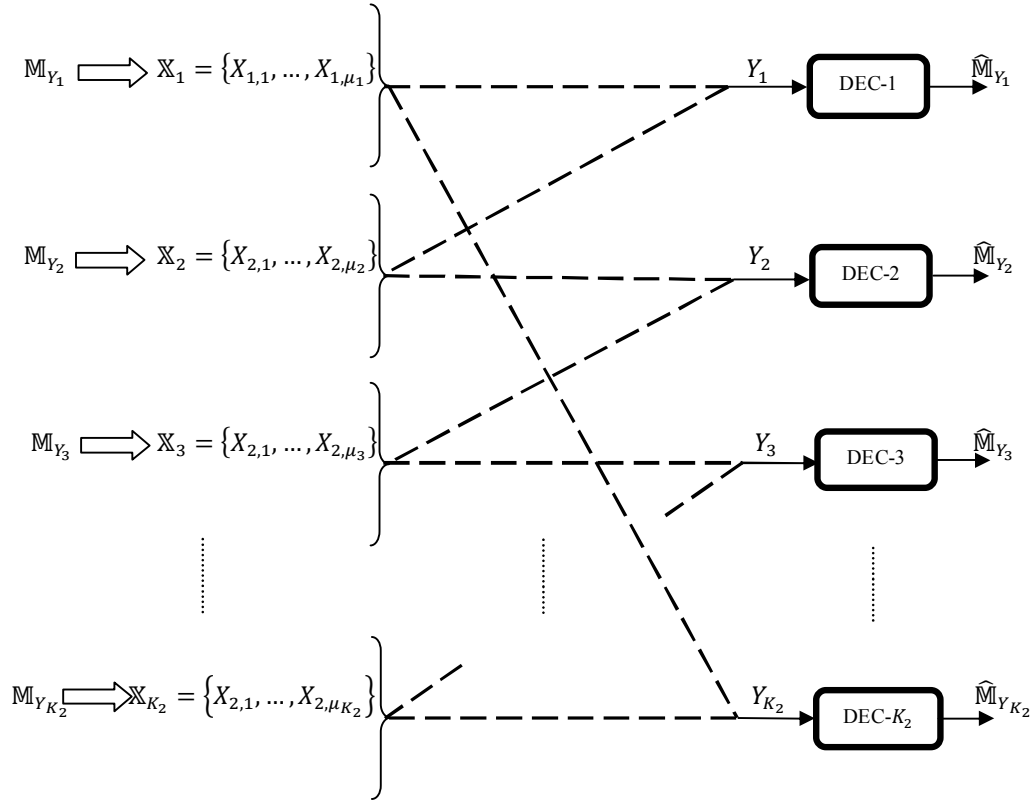 𝕄_{Y_1} 𝕏_1 = {X_{1,1}, … , X_{1,μ_1}} Y_1 DEC-1 𝕄̂_{Y_1}
𝕄_{Y_2} 𝕏_2 = {X_{2,1}, … , X_{2,μ_2}} Y_2 DEC-2 𝕄̂_{Y_2}
𝕄_{Y_3} 𝕏_3 = {X_{2,1}, … , X_{2,μ_3}} Y_3 DEC-3 𝕄̂_{Y_3}
𝕄_{Y_{K_2}} 𝕏_{K_2} = {X_{2,1}, … , X_{2,μ_{K_2}}} Y_{K_2} DEC-K_2 𝕄̂_{Y_{K_2}}